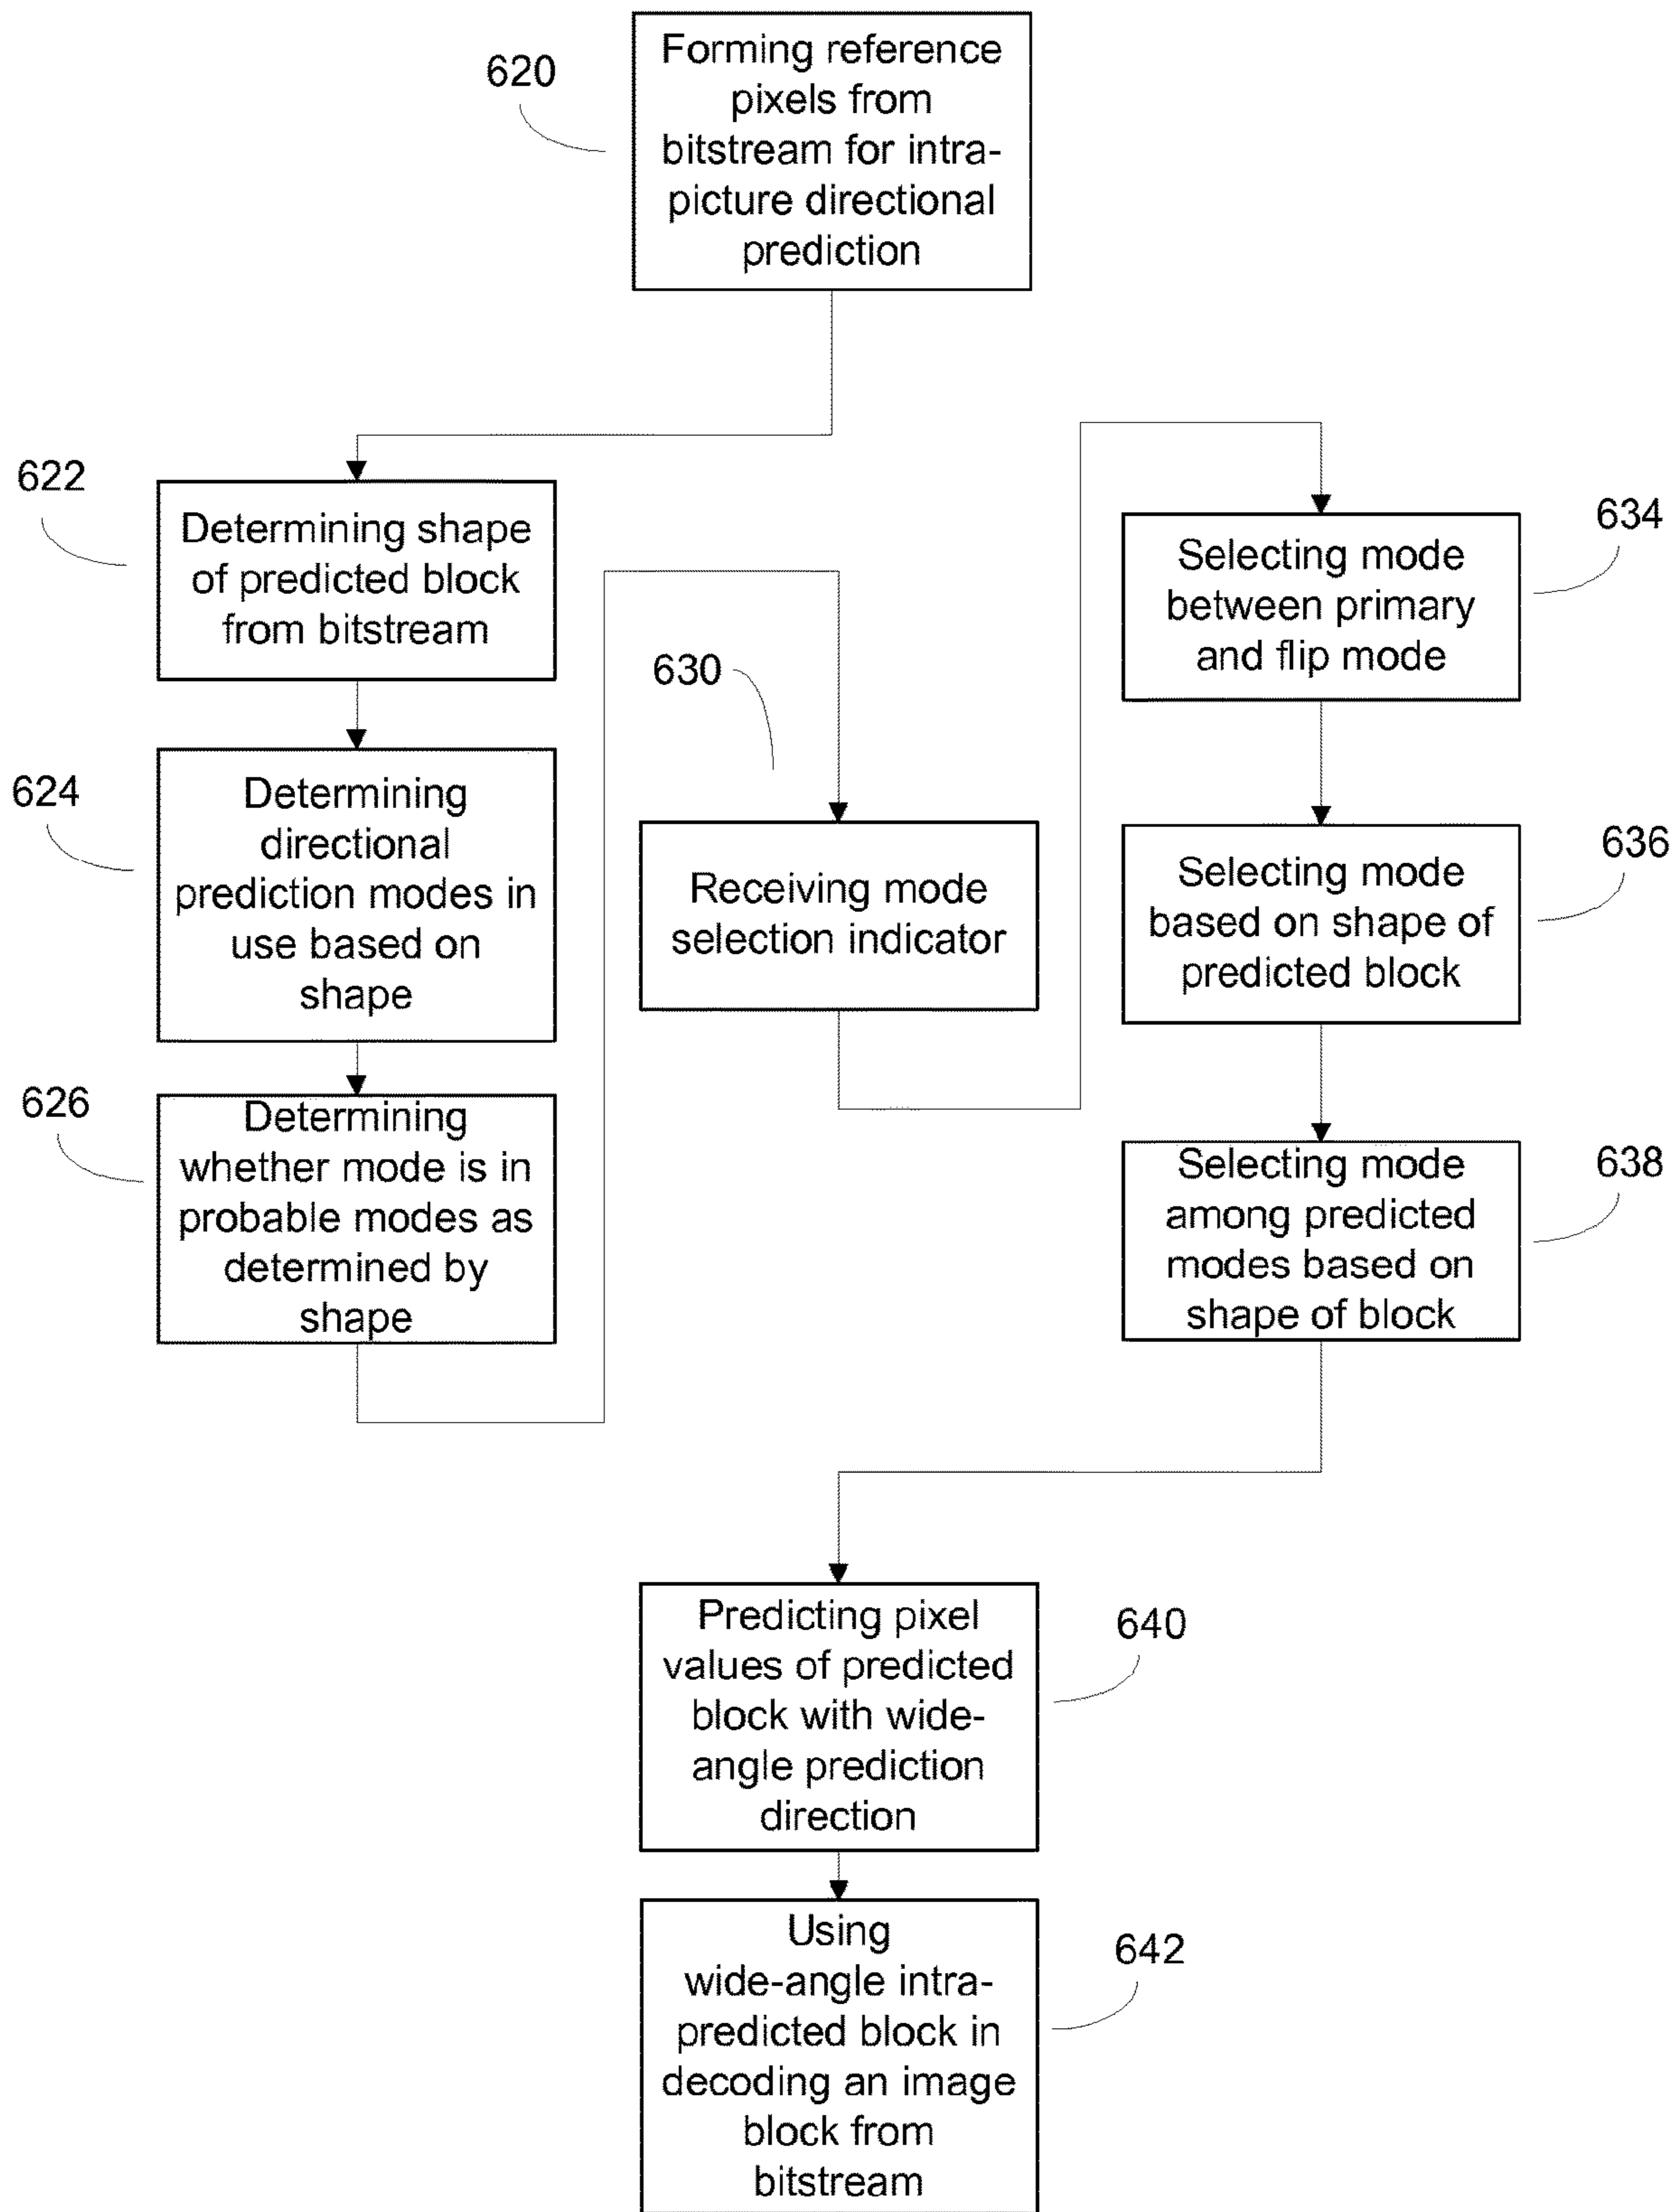 620
Forming reference
pixels from
bitstream for intra-
picture directional
prediction
622
Determining shape
of predicted block
from bitstream
624
Determining
directional
prediction modes in
use based on
shape
626
Determining
whether mode is in
probable modes as
determined by
shape
630
Receiving mode
selection indicator
634
Selecting mode
between primary
and flip mode
636
Selecting mode
based on shape of
predicted block
638
Selecting mode
among predicted
modes based on
shape of block
640
Predicting pixel
values of predicted
block with wide-
angle prediction
direction
642
Using
wide-angle intra-
predicted block in
decoding an image
block from
bitstream